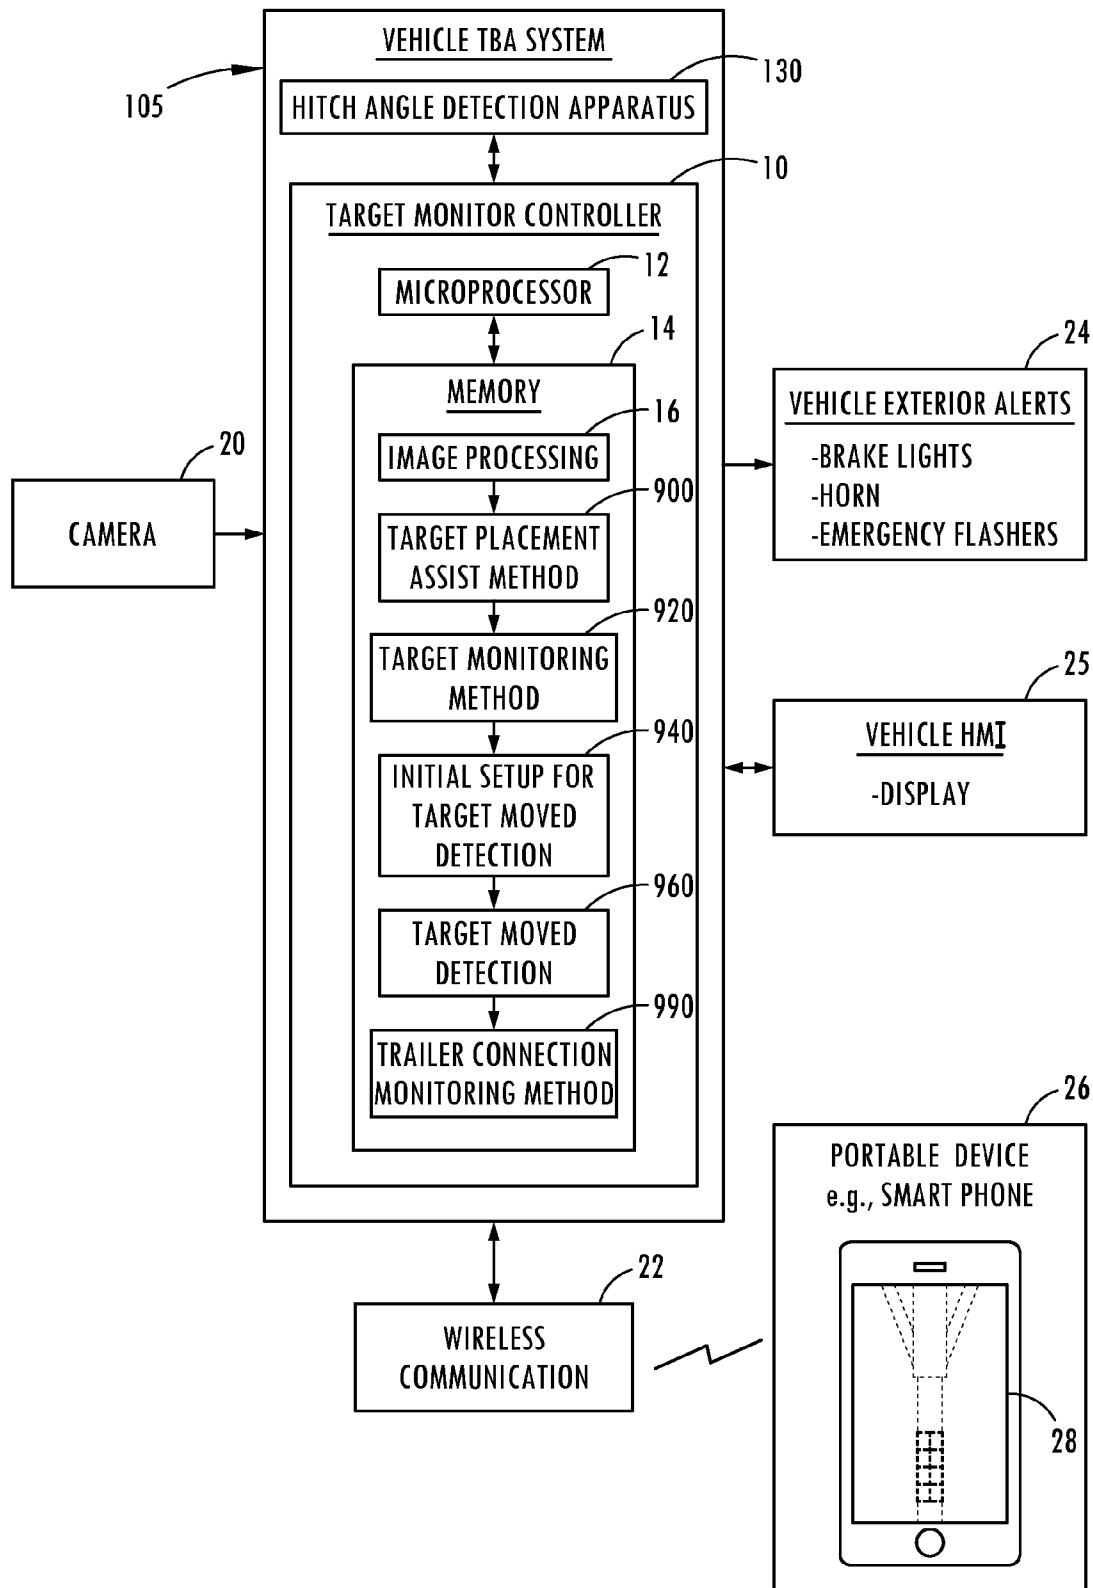 VEHICLE TBA SYSTEM
105
130
HITCH ANGLE DETECTION APPARATUS
10
TARGET MONITOR CONTROLLER
12
MICROPROCESSOR
14
MEMORY
16
IMAGE PROCESSING
900
TARGET PLACEMENT
ASSIST METHOD
920
TARGET MONITORING
METHOD
940
INITIAL SETUP FOR
TARGET MOVED
DETECTION
960
TARGET MOVED
DETECTION
990
TRAILER CONNECTION
MONITORING METHOD
20
CAMERA
24
VEHICLE EXTERIOR ALERTS
-BRAKE LIGHTS
-HORN
-EMERGENCY FLASHERS
25
VEHICLE HMI
-DISPLAY
22
WIRELESS
COMMUNICATION
26
PORTABLE DEVICE
e.g., SMART PHONE
28